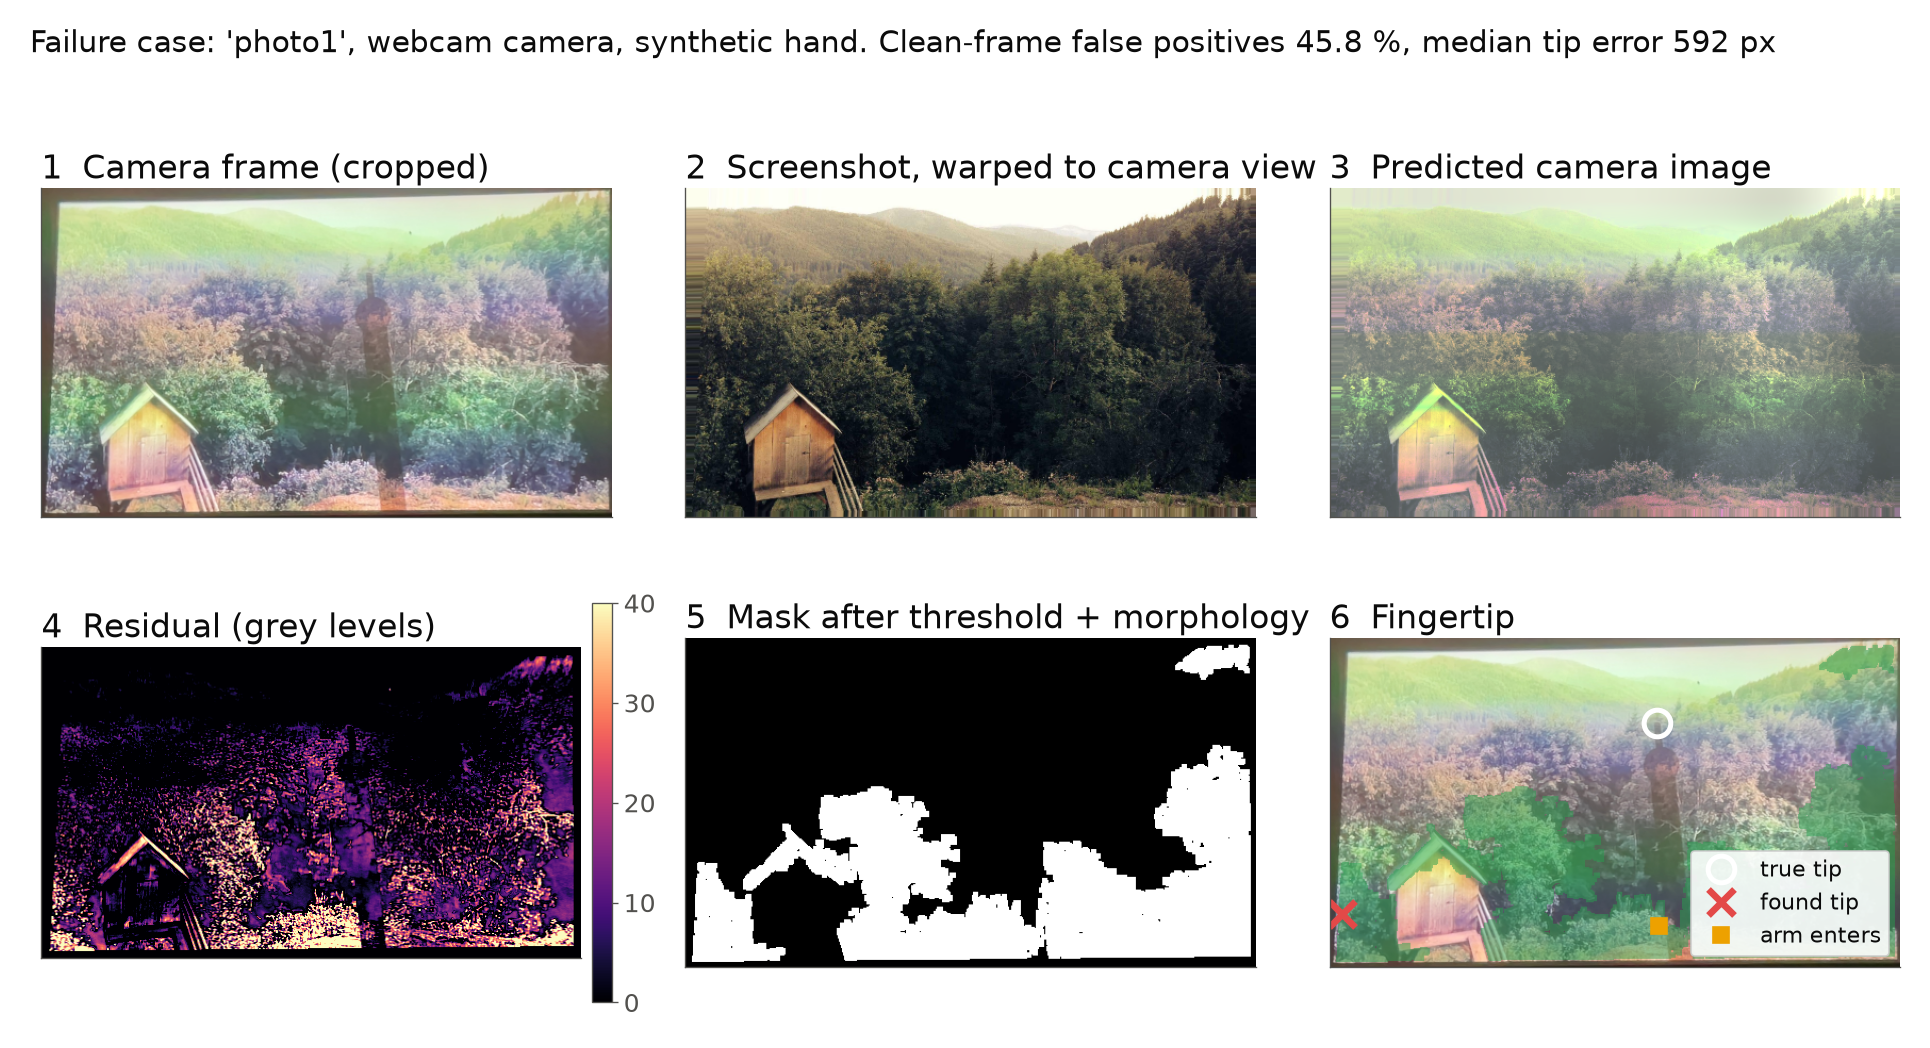 Failure case: 'photo1', webcam camera, synthetic hand. Clean-frame false positives 45.8 %, median tip error 592 px
1 Camera frame (cropped)
2 Screenshot, warped to camera view
3 Predicted camera image
4 Residual (grey levels)
40
30
20
10
0
5 Mask after threshold + morphology
6 Fingertip
true tip
found tip
arm enters